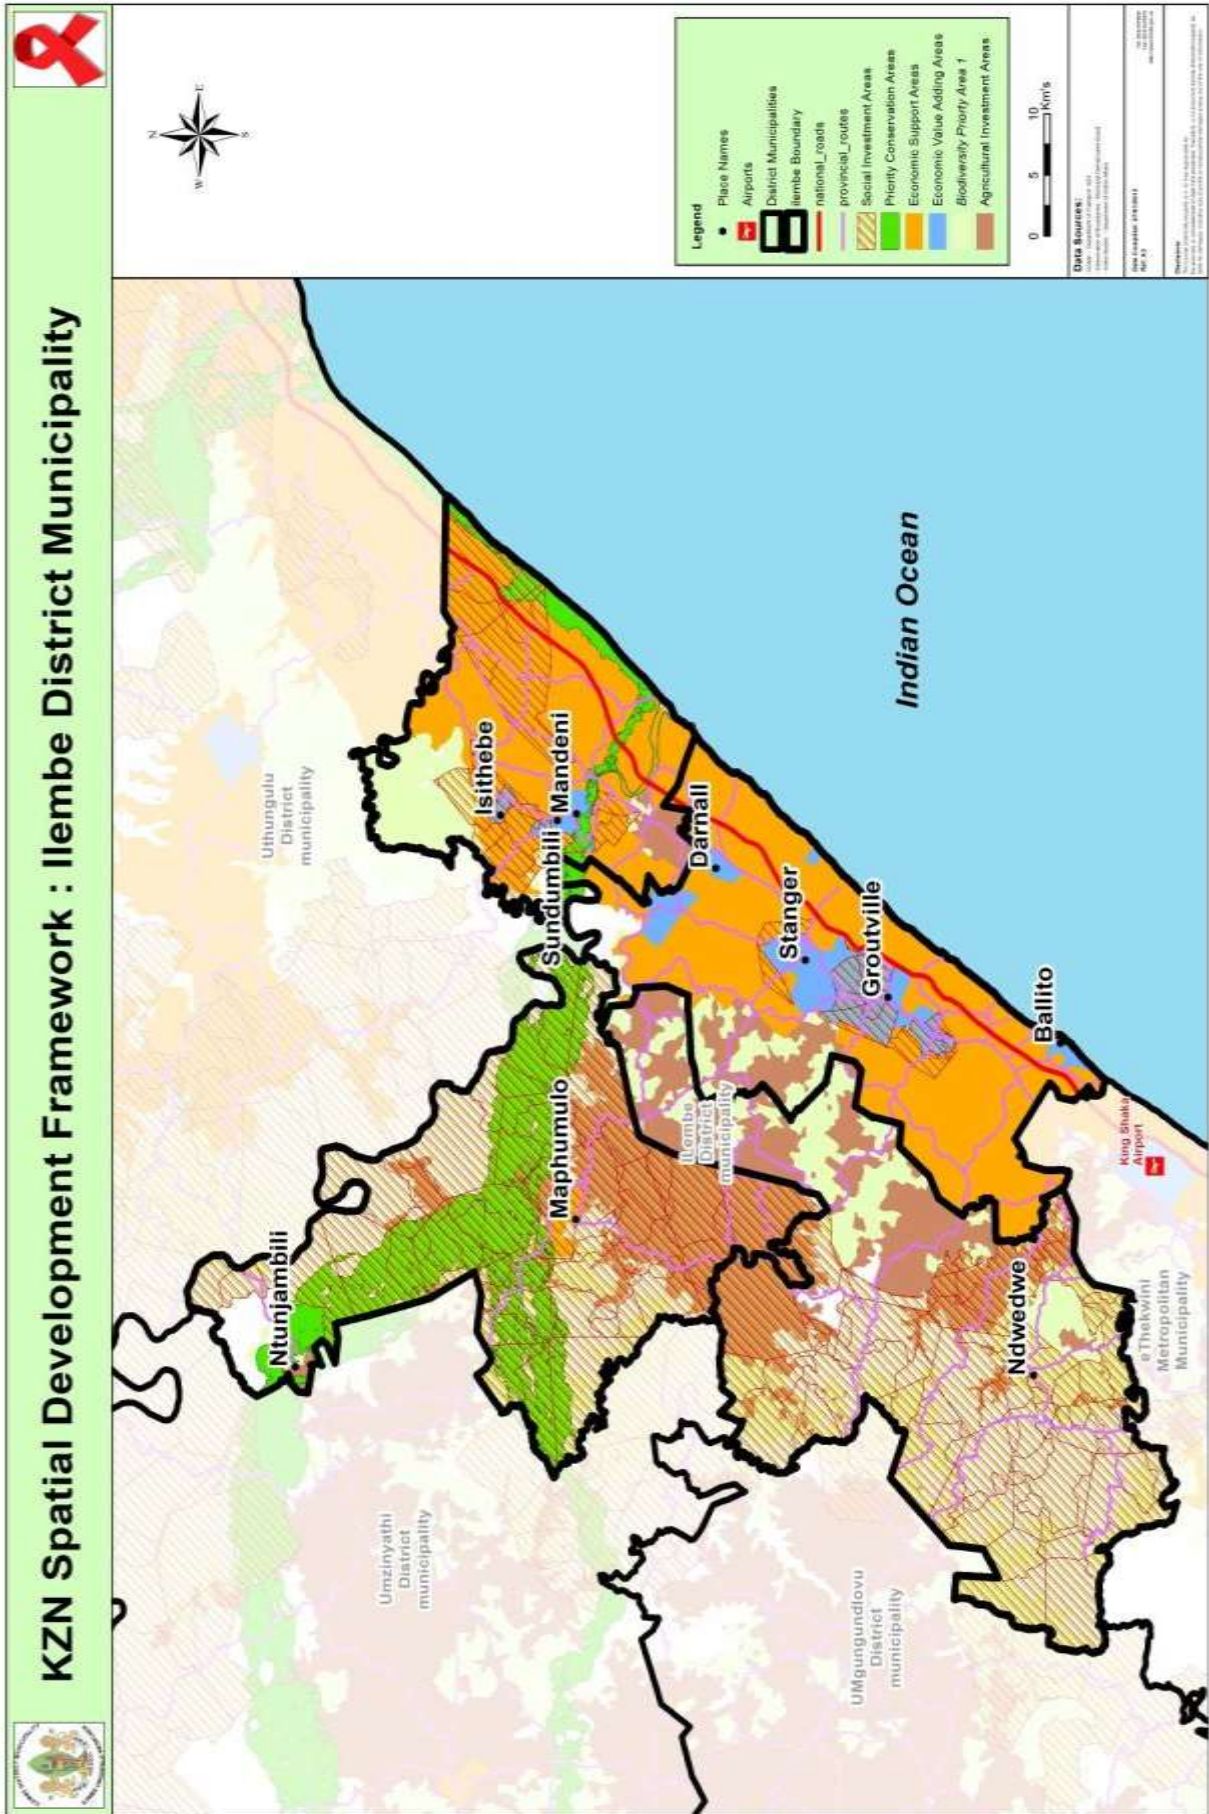 KZN Spatial Development Framework : Ilembe District Municipality
N
E
S
W
Uthungulu
District
municipality
Isithebe
Mandeni
Sundumbili
Darnall
Stanger
Groutville
Ballito
Indian Ocean
Ntunjambili
Maphumulo
iLembe
District
municipality
King Shaka
Airport
Ndwedwe
eThekwini
Metropolitan
Municipality
Umzinyathi
District
municipality
UMgungundlovu
District
municipality
Legend
Place Names
Airports
District Municipalities
ilembe Boundary
national_roads
provincial_routes
Social Investment Areas
Priority Conservation Areas
Economic Support Areas
Economic Value Adding Areas
Biodiversity Priorty Area 1
Agricultural Investment Areas
0 5 10
Km's
Data Sources: